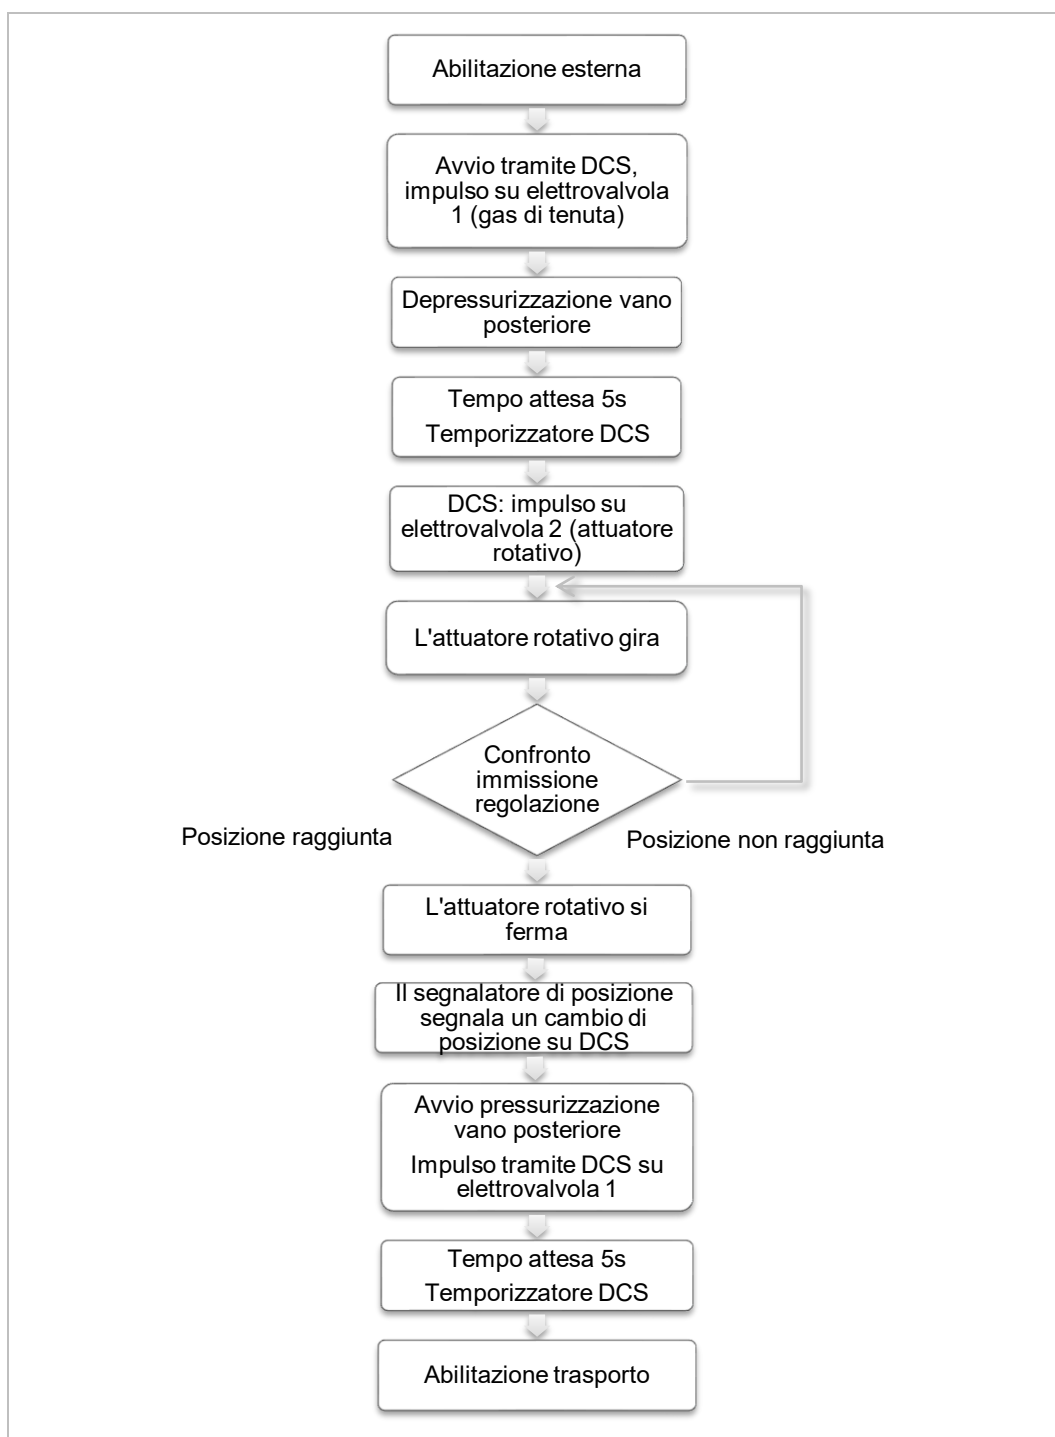 Abilitazione esterna
Avvio tramite DCS,
impulso su elettrovalvola
1 (gas di tenuta)
Depressurizzazione vano
posteriore
Tempo attesa 5s
Temporizzatore DCS
DCS: impulso su
elettrovalvola 2 (attuatore
rotativo)
L'attuatore rotativo gira
Confronto
immissione
regolazione
Posizione raggiunta
Posizione non raggiunta
L'attuatore rotativo si
ferma
Il segnalatore di posizione
segnala un cambio di
posizione su DCS
Avvio pressurizzazione
vano posteriore
Impulso tramite DCS su
elettrovalvola 1
Tempo attesa 5s
Temporizzatore DCS
Abilitazione trasporto